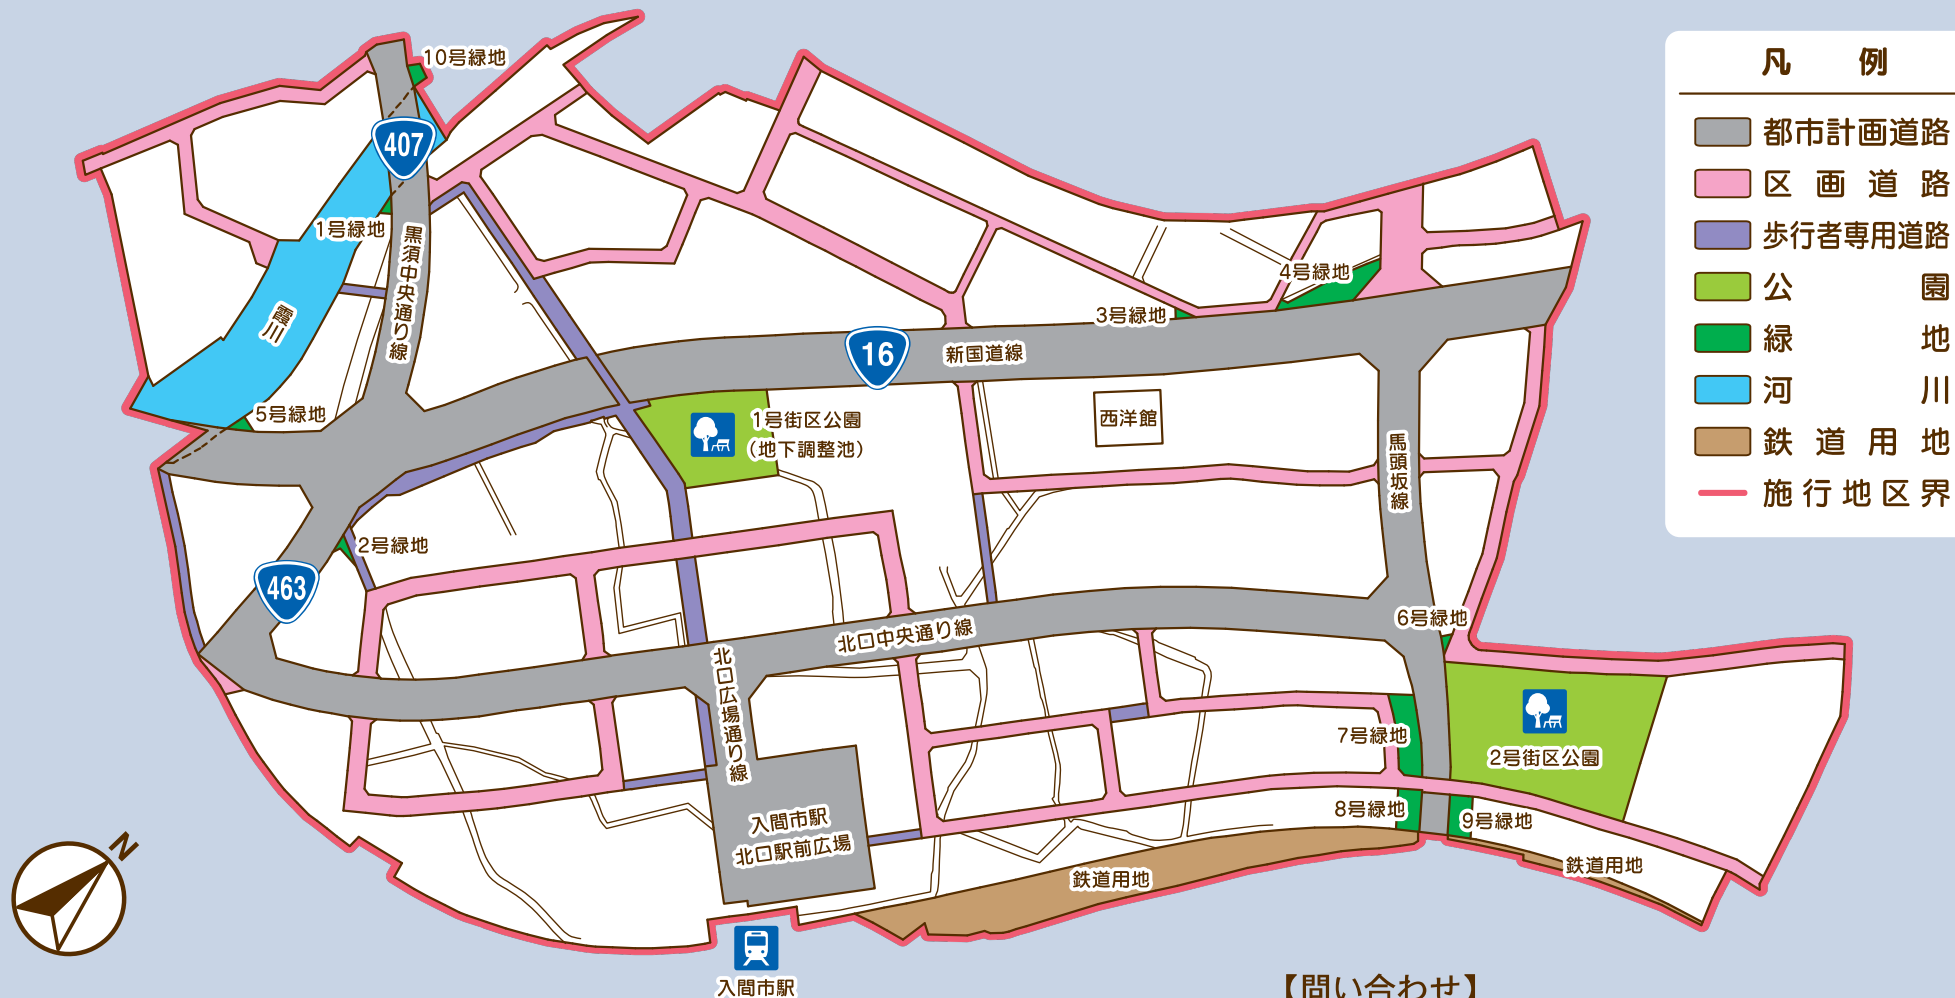 10号緑地
407
1号緑地
黒須中央通り線
霞川
5号緑地
4号緑地
3号緑地
16
新国道線
1号街区公園
(地下調整池)
西洋館
馬頭坂線
2号緑地
463
6号緑地
北口中央通り線
北口広場通り線
7号緑地
2号街区公園
8号緑地
9号緑地
入間市駅
北口駅前広場
鉄道用地
鉄道用地
N
入間市駅
凡例
都市計画道路
区画道路
歩行者専用道路
公園
緑地
河川
鉄道用地
施行地区界
【問い合わせ】